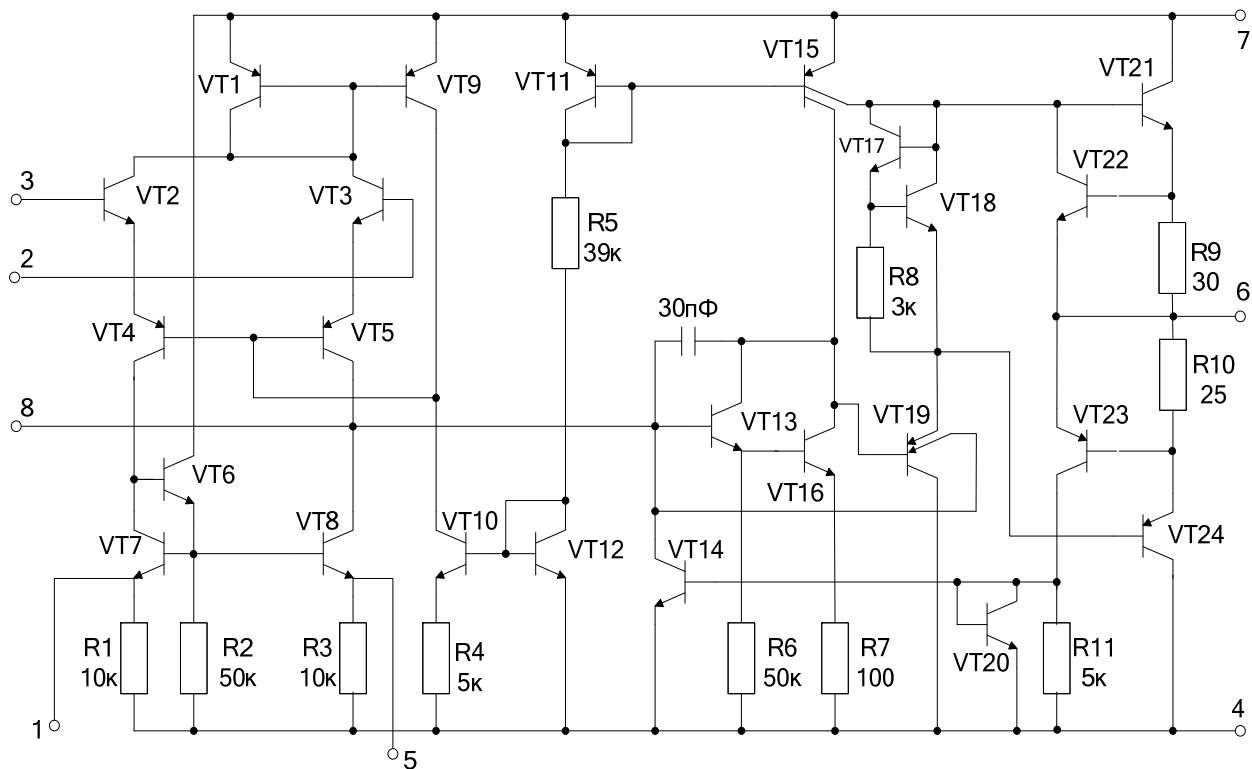 7
VT1
VT9
VT11
VT15
VT21
3
VT2
VT3
VT17
VT22
VT18
2
R5
39к
R8
3к
R9
30
6
VT4
VT5
30пФ
R10
25
8
VT13
VT19
VT23
VT6
VT16
VT7
VT8
VT10
VT12
VT14
VT24
R1
10к
R2
50к
R3
10к
R4
5к
R6
50к
R7
100
VT20
R11
5к
1
5
4